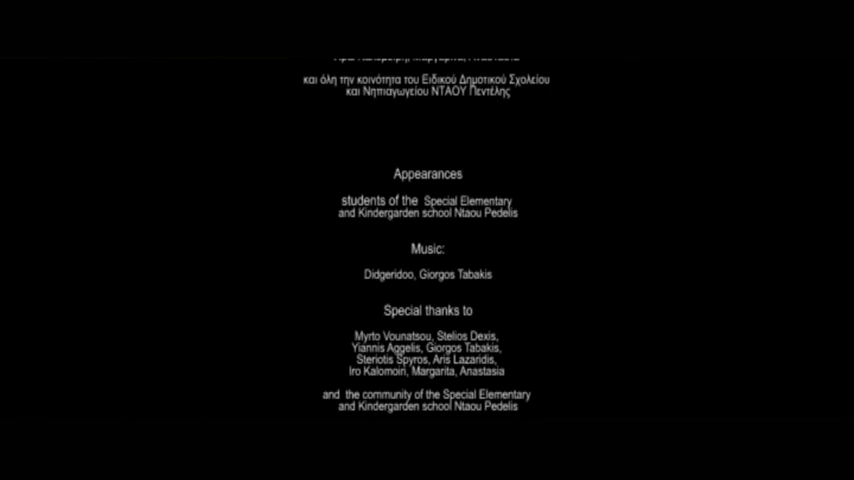 και όλη την κοινότητα του Ειδικού Δημοτικού Σχολείου
και Νηπιαγωγείου ΝΤΑΟΥ Πεντέλης
Appearances
students of the Special Elementary
and Kindergarden school Ntaou Pedelis
Music:
Didgeridoo, Giorgos Tabakis
Special thanks to
Myrto Vounatsou, Stelios Dexis,
Yiannis Aggelis, Giorgos Tabakis,
Steriotis Spyros, Aris Lazaridis,
Iro Kalomoiri, Margarita, Anastasia
and the community of the Special Elementary
and Kindergarden school Ntaou Pedelis